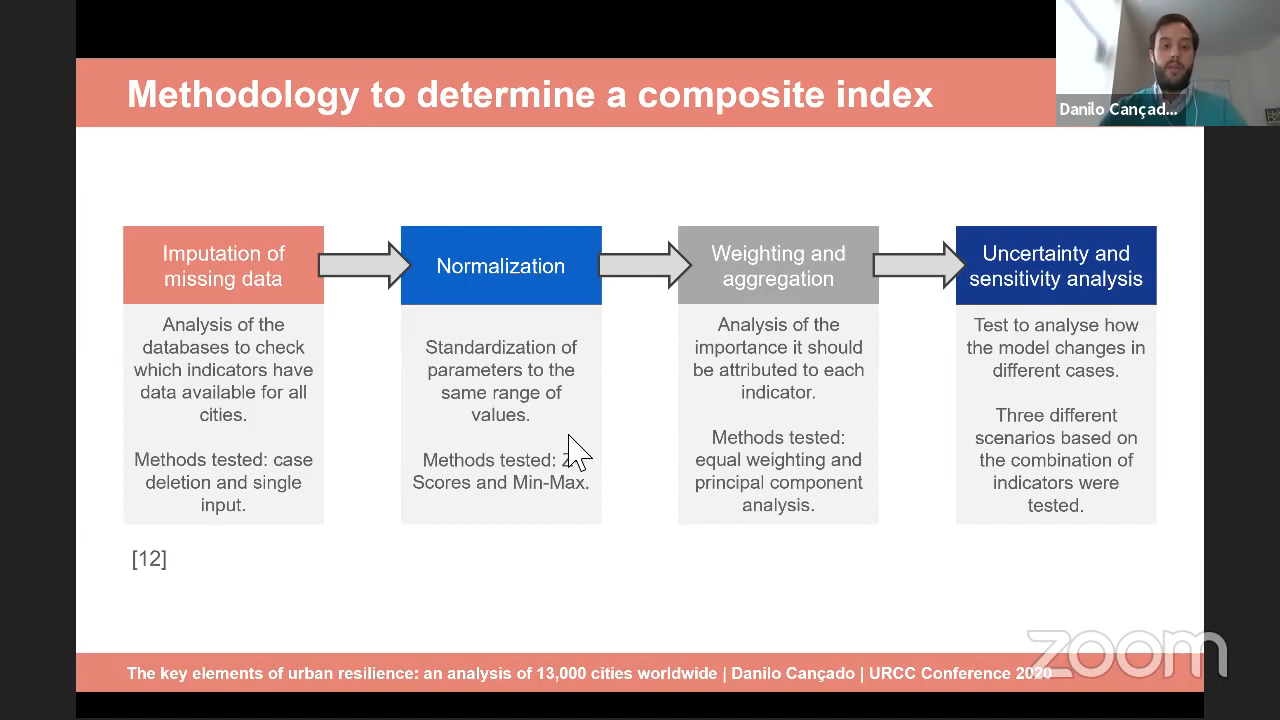 Methodology to determine a composite index
Danilo Cançad...
Imputation of
missing data
Analysis of the
databases to check
which indicators have
data available for all
cities.
Methods tested: case
deletion and single
input.
Normalization
Standardization of
parameters to the
same range of
values.
Methods tested:
Scores and Min-Max.
Weighting and
aggregation
Analysis of the
importance it should
be attributed to each
indicator.
Methods tested:
equal weighting and
principal component
analysis.
Uncertainty and
sensitivity analysis
Test to analyse how
the model changes in
different cases.
Three different
scenarios based on
the combination of
indicators were
tested.
[12]
The key elements of urban resilience: an analysis of 13,000 cities worldwide | Danilo Cançado | URCC Conference 2020
zoom